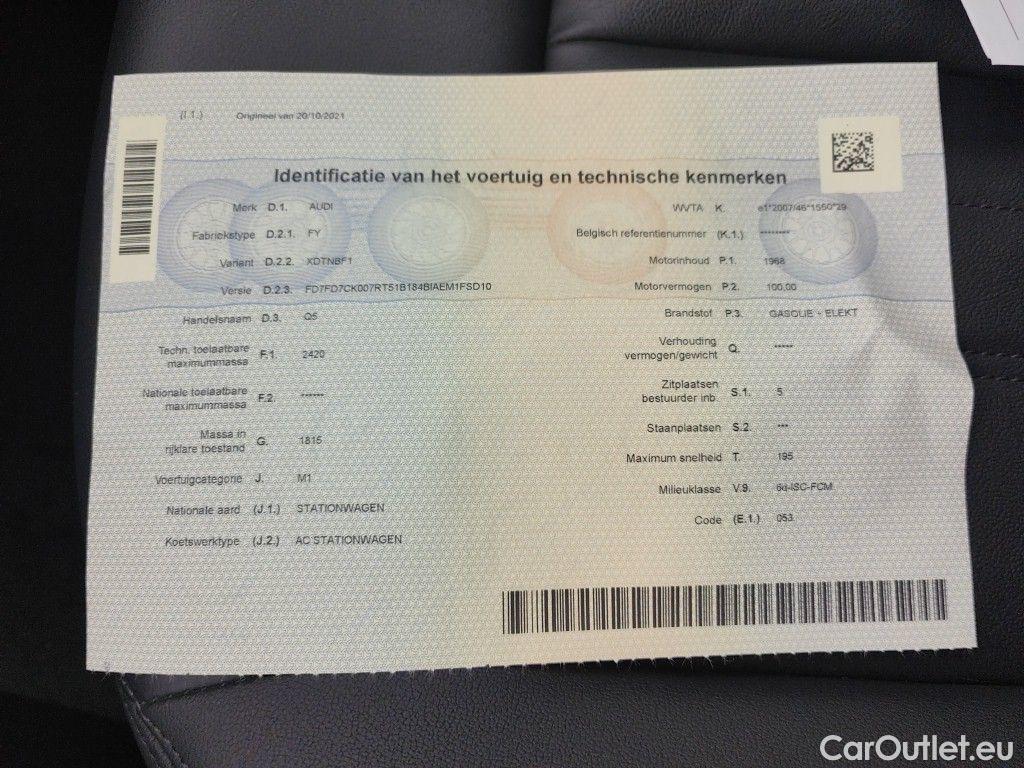 (I.1.) Origineel van 20/10/2021
Identificatie van het voertuig en technische kenmerken
Merk D.1. AUDI
Fabriekstype D.2.1. FY
Variant D.2.2. XDTNBF1
Versie D.2.3. FD7FD7CK007RT51B184BIAEM1FSD10
Handelsnaam D.3. Q5
Techn. toelaatbare
maximummassa F.1. 2420
Nationale toelaatbare
maximummassa F.2. ******
Massa in
rijklare toestand G. 1815
Voertuigcategorie J. M1
Nationale aard (J.1.) STATIONWAGEN
Koetswerktype (J.2.) AC STATIONWAGEN
WVTA K. e1*2007/46*1550*29
Belgisch referentienummer (K.1.) ********
Motorinhoud P.1. 1968
Motorvermogen P.2. 100,00
Brandstof P.3. GASOLIE + ELEKT
Verhouding
vermogen/gewicht Q. *****
Zitplaatsen
bestuurder inb. S.1. 5
Staanplaatsen S.2. ***
Maximum snelheid T. 195
Milieuklasse V.9. 6d-ISC-FCM
Code (E.1.) 053
CarOutlet.eu